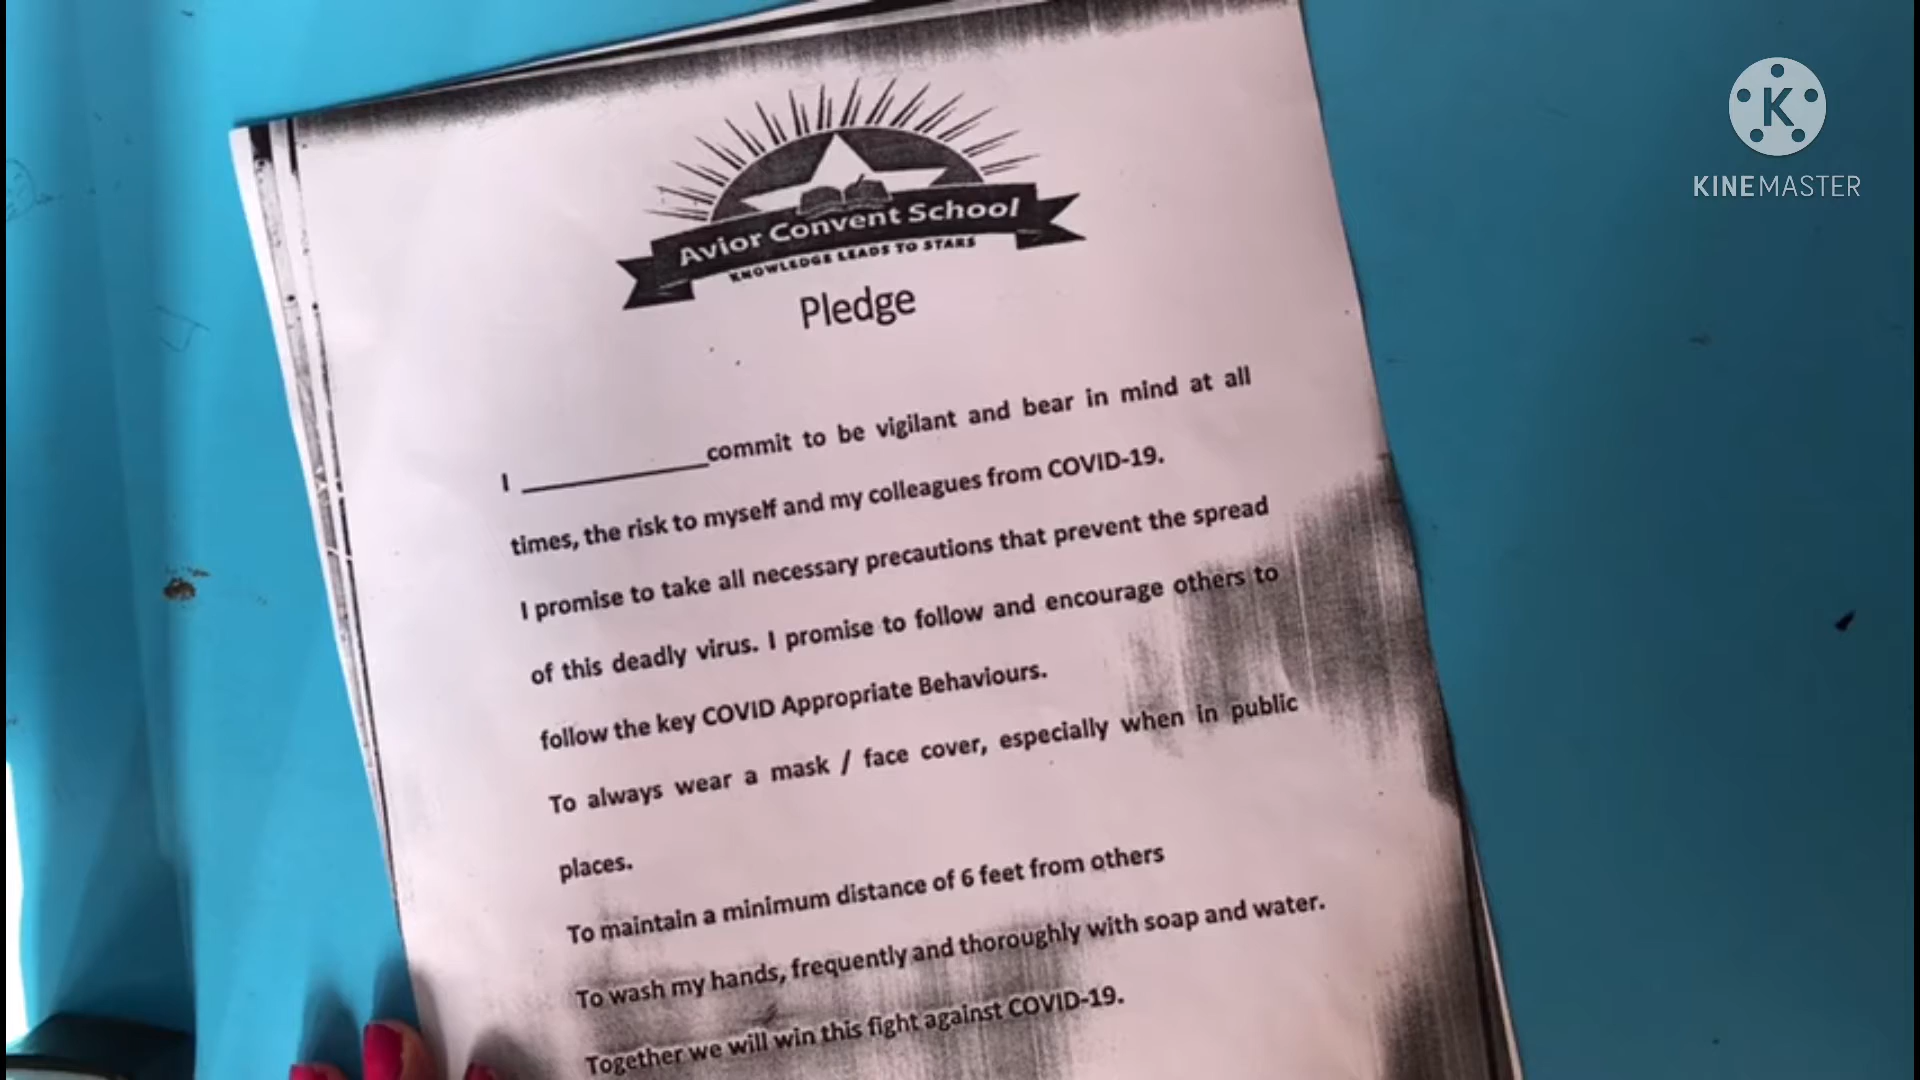 K
KINEMASTER
Avior Convent School
KNOWLEDGE LEADS TO STARS
Pledge
I ____________commit to be vigilant and bear in mind at all
times, the risk to myself and my colleagues from COVID-19.
I promise to take all necessary precautions that prevent the spread
of this deadly virus. I promise to follow and encourage others to
follow the key COVID Appropriate Behaviours.
To always wear a mask / face cover, especially when in public
places.
To maintain a minimum distance of 6 feet from others
To wash my hands, frequently and thoroughly with soap and water.
Together we will win this fight against COVID-19.